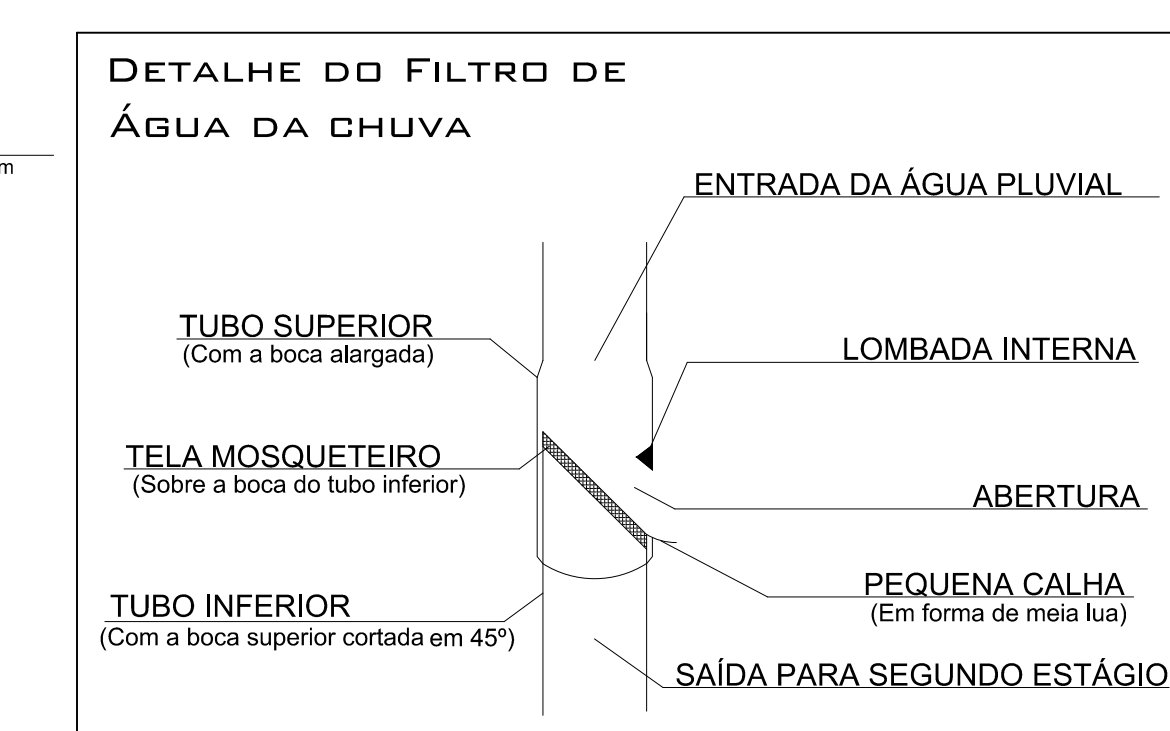 DETALHE DO FILTRO DE
ÁGUA DA CHUVA
m
ENTRADA DA ÁGUA PLUVIAL
TUBO SUPERIOR
(Com a boca alargada)
LOMBADA INTERNA
TELA MOSQUETEIRO
(Sobre a boca do tubo inferior)
ABERTURA
PEQUENA CALHA
(Em forma de meia lua)
TUBO INFERIOR
(Com a boca superior cortada em 45º)
SAÍDA PARA SEGUNDO ESTÁGIO